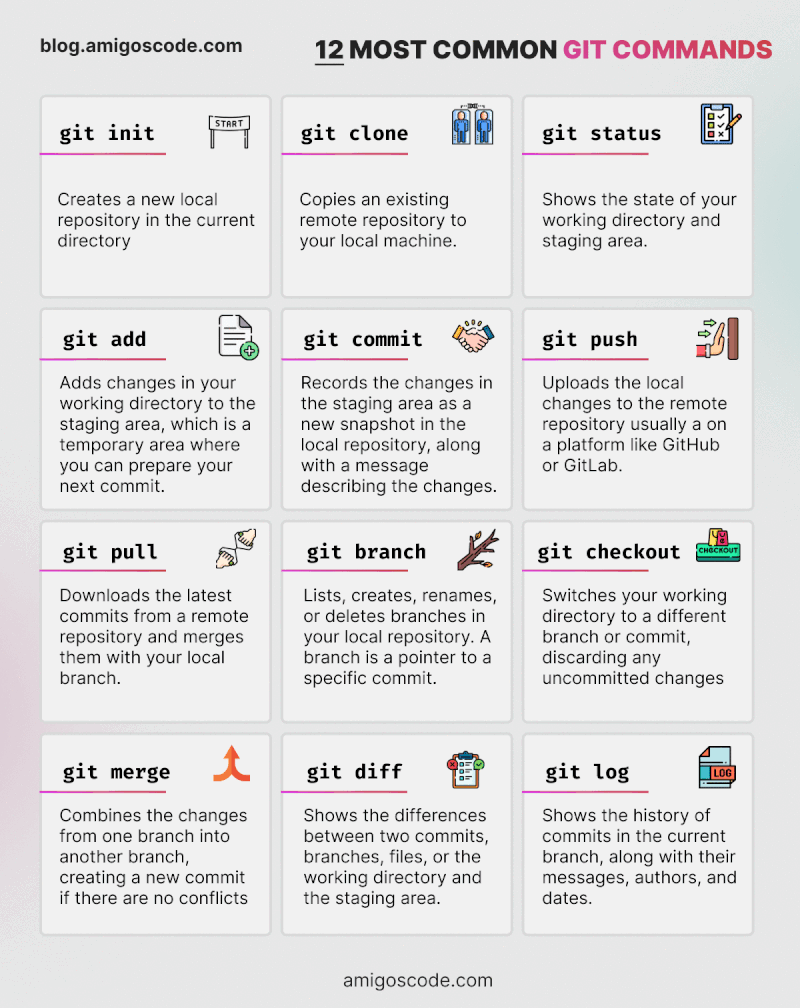 blog.amigoscode.com
12 MOST COMMON GIT COMMANDS
git init
START
Creates a new local
repository in the current
directory
git clone
Copies an existing
remote repository to
your local machine.
git status
Shows the state of your
working directory and
staging area.
git add
Adds changes in your
working directory to the
staging area, which is a
temporary area where
you can prepare your
next commit.
git commit
Records the changes in
the staging area as a
new snapshot in the
local repository, along
with a message
describing the changes.
git push
Uploads the local
changes to the remote
repository usually a on
a platform like GitHub
or GitLab.
git pull
Downloads the latest
commits from a remote
repository and merges
them with your local
branch.
git branch
Lists, creates, renames,
or deletes branches in
your local repository. A
branch is a pointer to a
specific commit.
git checkout
CHECKOUT
Switches your working
directory to a different
branch or commit,
discarding any
uncommitted changes
git merge
Combines the changes
from one branch into
another branch,
creating a new commit
if there are no conflicts
git diff
Shows the differences
between two commits,
branches, files, or the
working directory and
the staging area.
git log
LOG
Shows the history of
commits in the current
branch, along with their
messages, authors, and
dates.
amigoscode.com